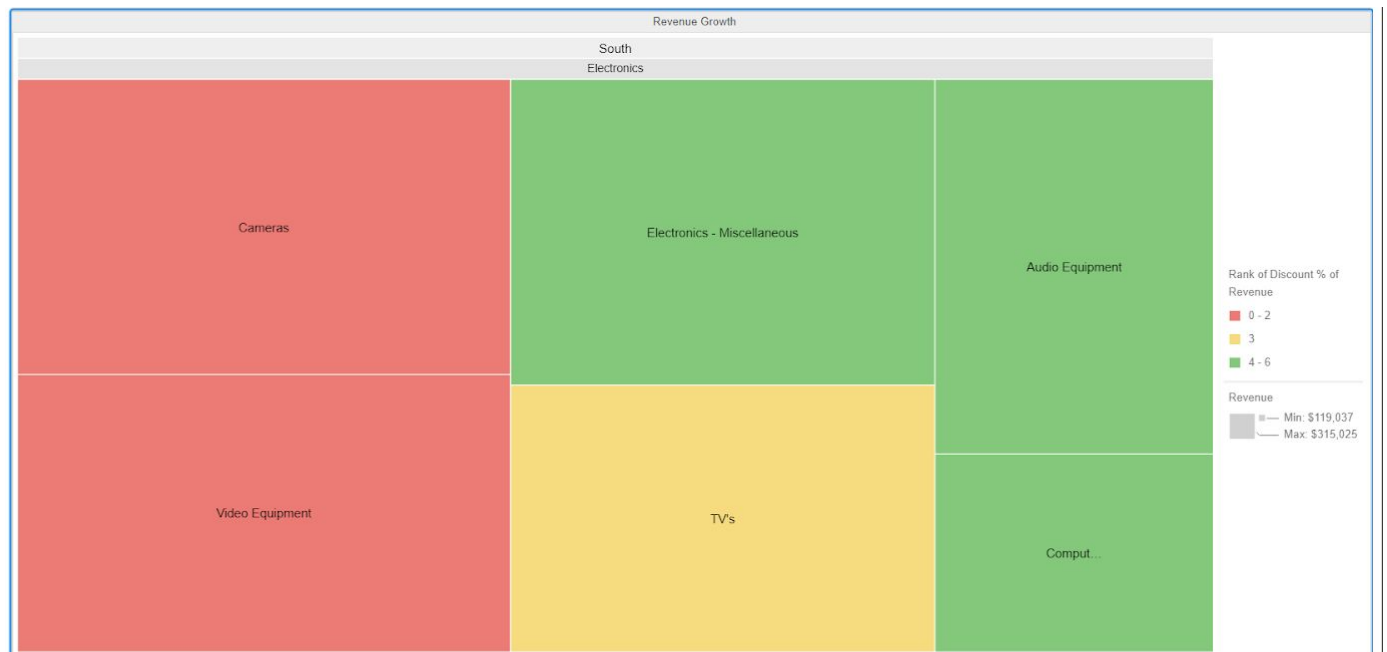 Revenue Growth
South
Electronics
Cameras
Electronics - Miscellaneous
Audio Equipment
Video Equipment
TV's
Comput...
Rank of Discount % of
Revenue
0 - 2
3
4 - 6
Revenue
Min: $119,037
Max: $315,025